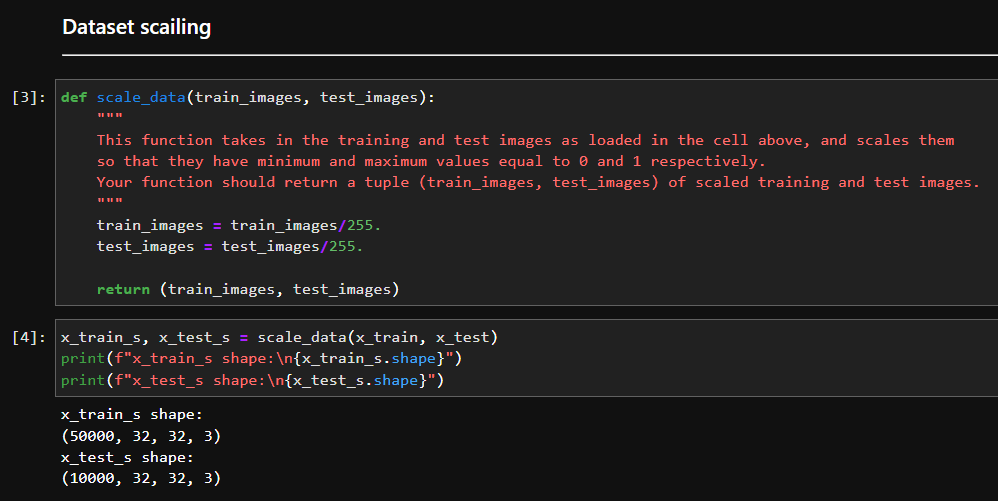 Dataset scailing
[3]: def scale_data(train_images, test_images):
    """
    This function takes in the training and test images as loaded in the cell above, and scales them
    so that they have minimum and maximum values equal to 0 and 1 respectively.
    Your function should return a tuple (train_images, test_images) of scaled training and test images.
    """
    train_images = train_images/255.
    test_images = test_images/255.

    return (train_images, test_images)
[4]: x_train_s, x_test_s = scale_data(x_train, x_test)
print(f"x_train_s shape:\n{x_train_s.shape}")
print(f"x_test_s shape:\n{x_test_s.shape}")
x_train_s shape:
(50000, 32, 32, 3)
x_test_s shape:
(10000, 32, 32, 3)